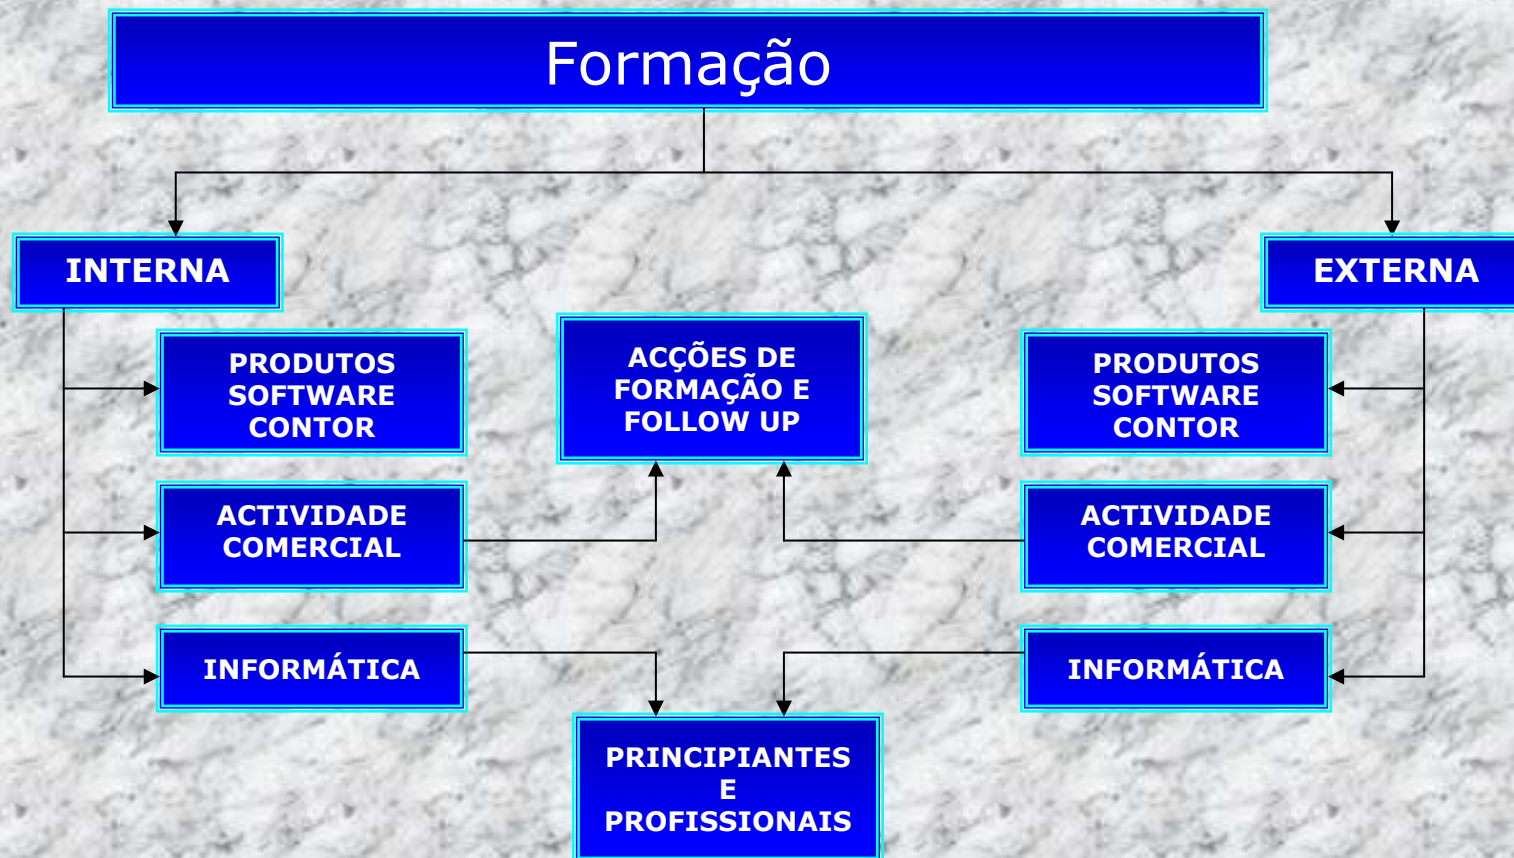 Formação
INTERNA
EXTERNA
PRODUTOS
SOFTWARE
CONTOR
ACÇÕES DE
FORMAÇÃO E
FOLLOW UP
PRODUTOS
SOFTWARE
CONTOR
ACTIVIDADE
COMERCIAL
ACTIVIDADE
COMERCIAL
INFORMÁTICA
INFORMÁTICA
PRINCIPIANTES
E
PROFISSIONAIS